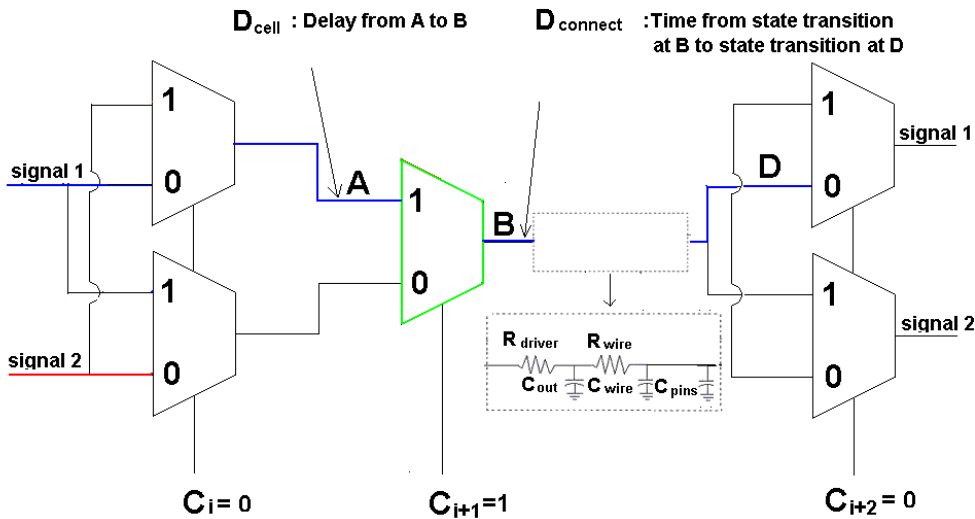 D cell : Delay from A to B
D connect : Time from state transition
at B to state transition at D
1
signal 1
0
A
1
B
0
1
signal 2
0
D
1
signal 1
0
1
signal 2
0
R driver R wire
C out C wire C pins
C i = 0
C i+1 =1
C i+2 = 0